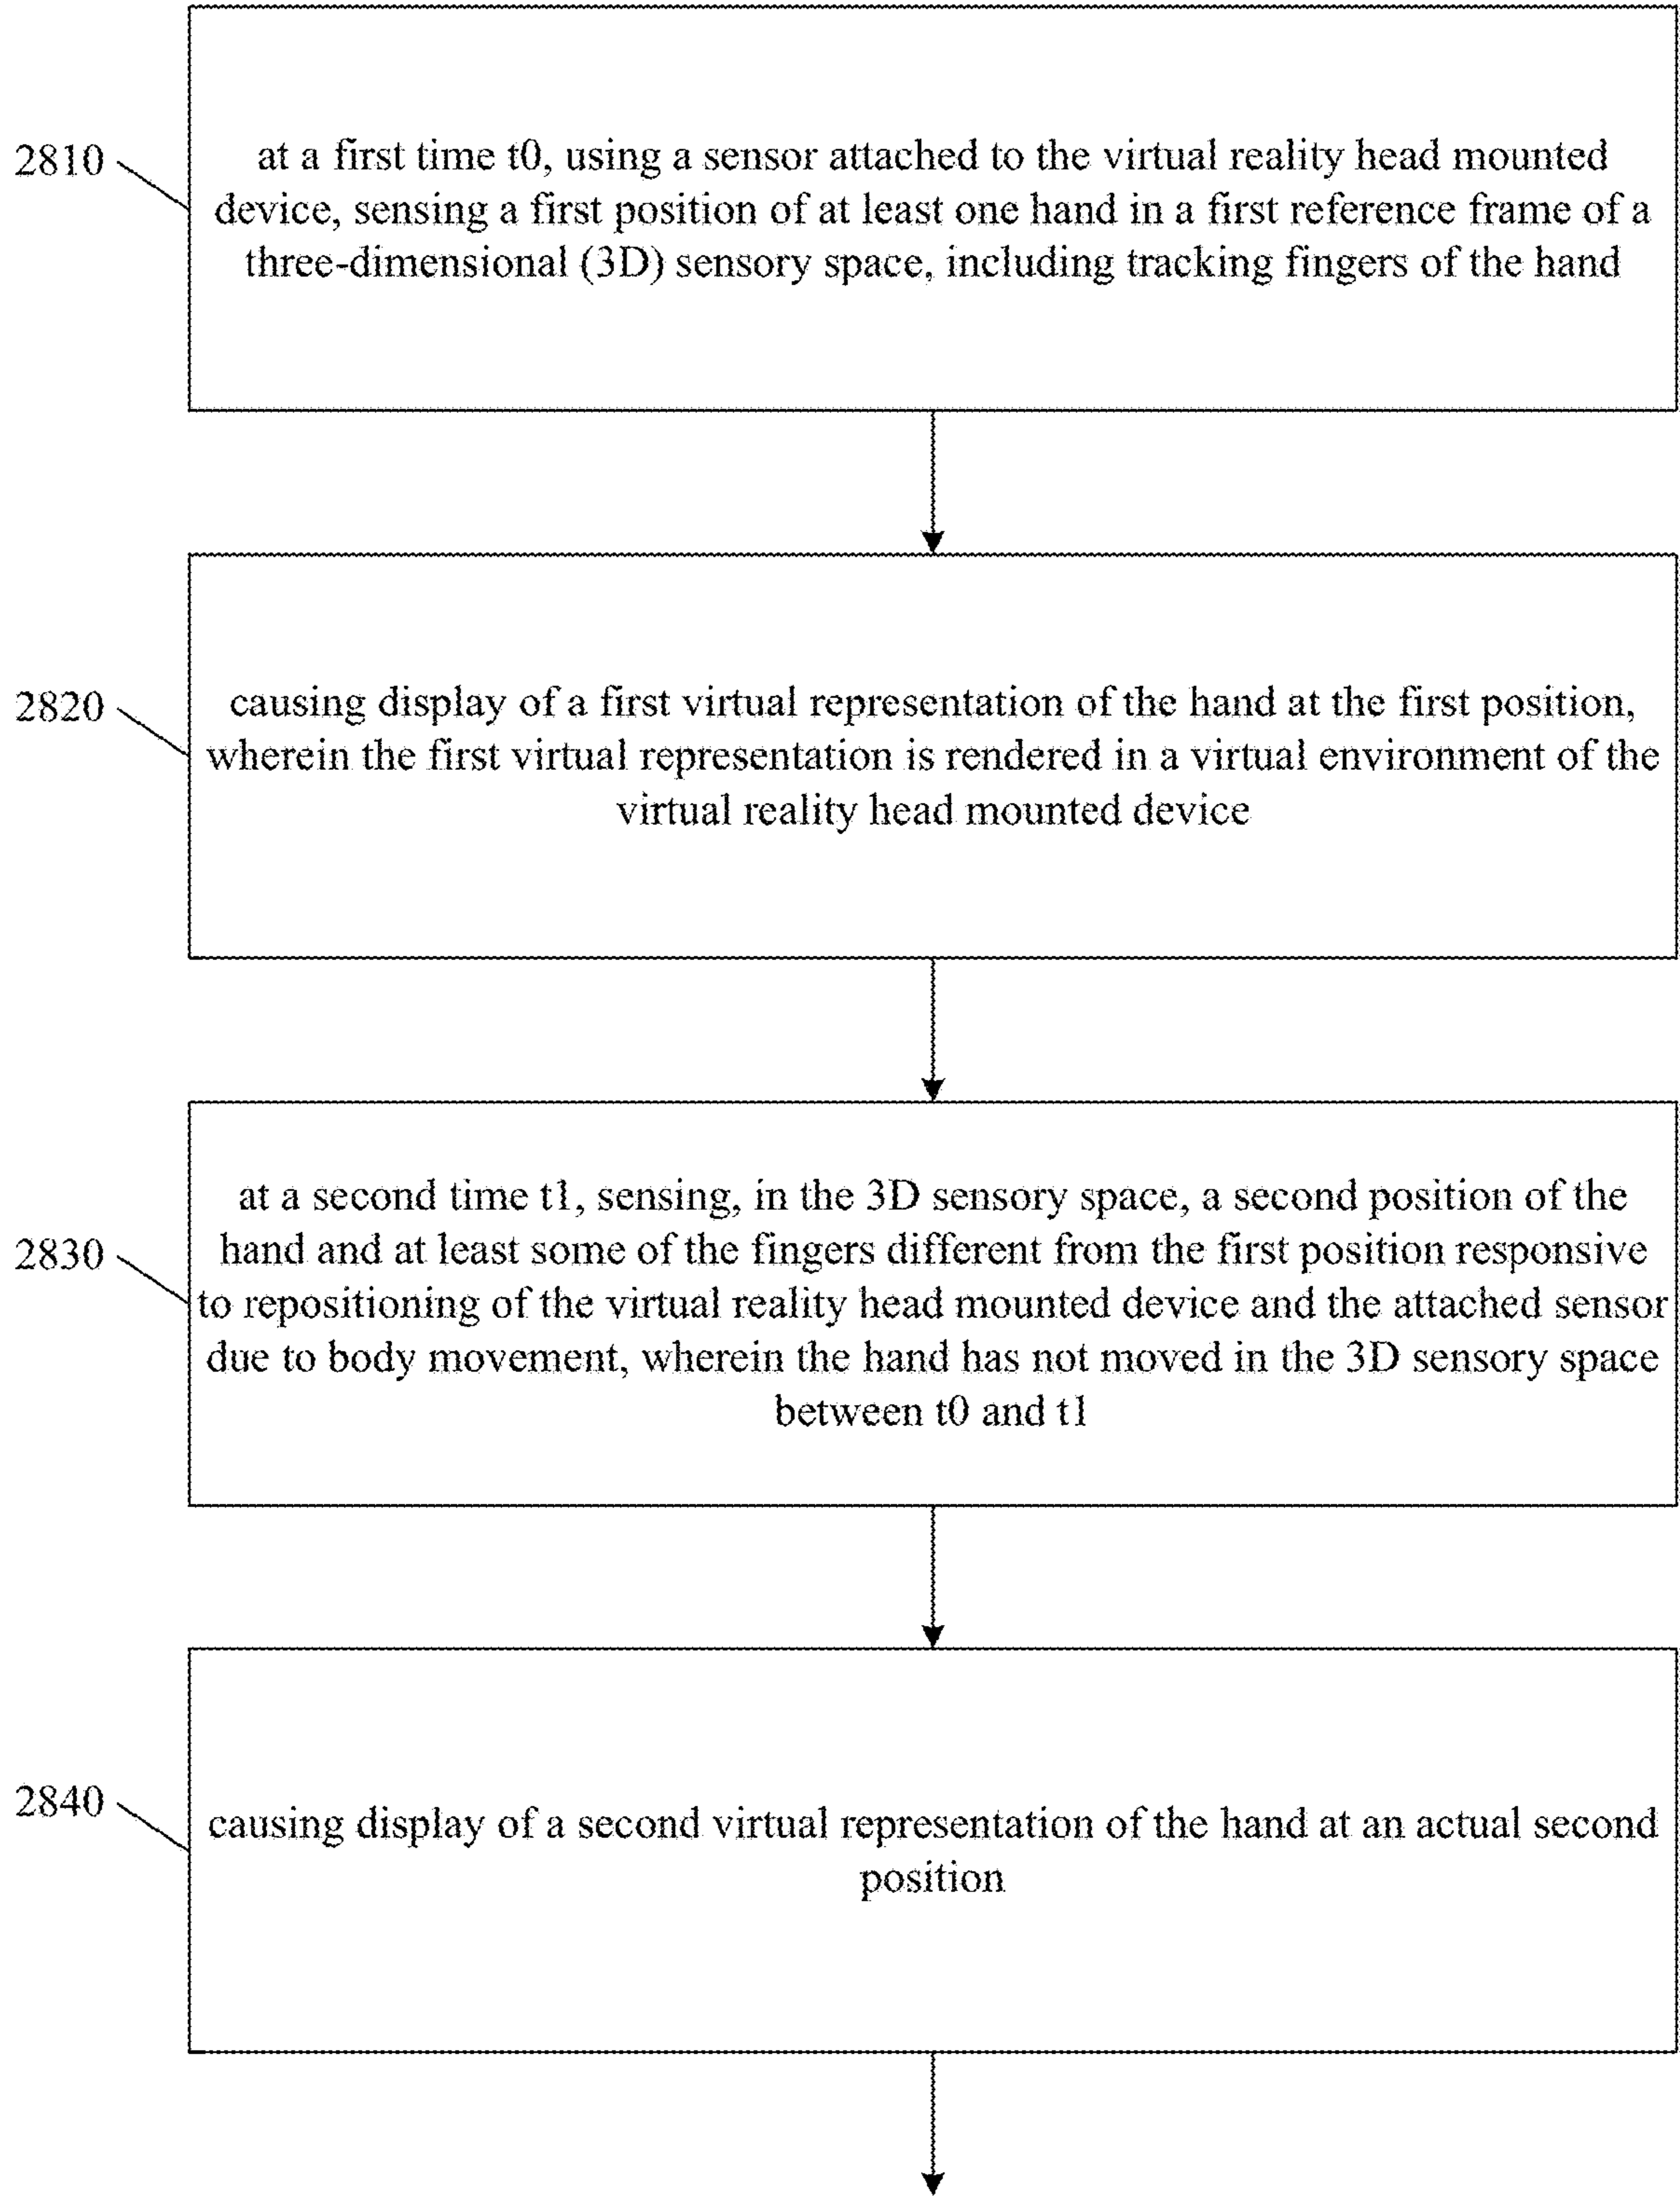 2810
at a first time t0, using a sensor attached to the virtual reality head mounted
device, sensing a first position of at least one hand in a first reference frame of a
three-dimensional (3D) sensory space, including tracking fingers of the hand
2820
causing display of a first virtual representation of the hand at the first position,
wherein the first virtual representation is rendered in a virtual environment of the
virtual reality head mounted device
2830
at a second time t1, sensing, in the 3D sensory space, a second position of the
hand and at least some of the fingers different from the first position responsive
to repositioning of the virtual reality head mounted device and the attached sensor
due to body movement, wherein the hand has not moved in the 3D sensory space
between t0 and t1
2840
causing display of a second virtual representation of the hand at an actual second
position